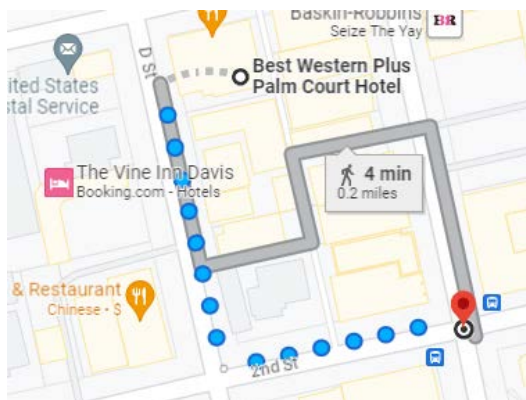 Baskin-Robbins
Seize The Yay
BR
D St
Best Western Plus
Palm Court Hotel
ited States
stal Service
The Vine Inn Davis
Booking.com - Hotels
4 min
0.2 miles
& Restaurant
Chinese • $
2nd St